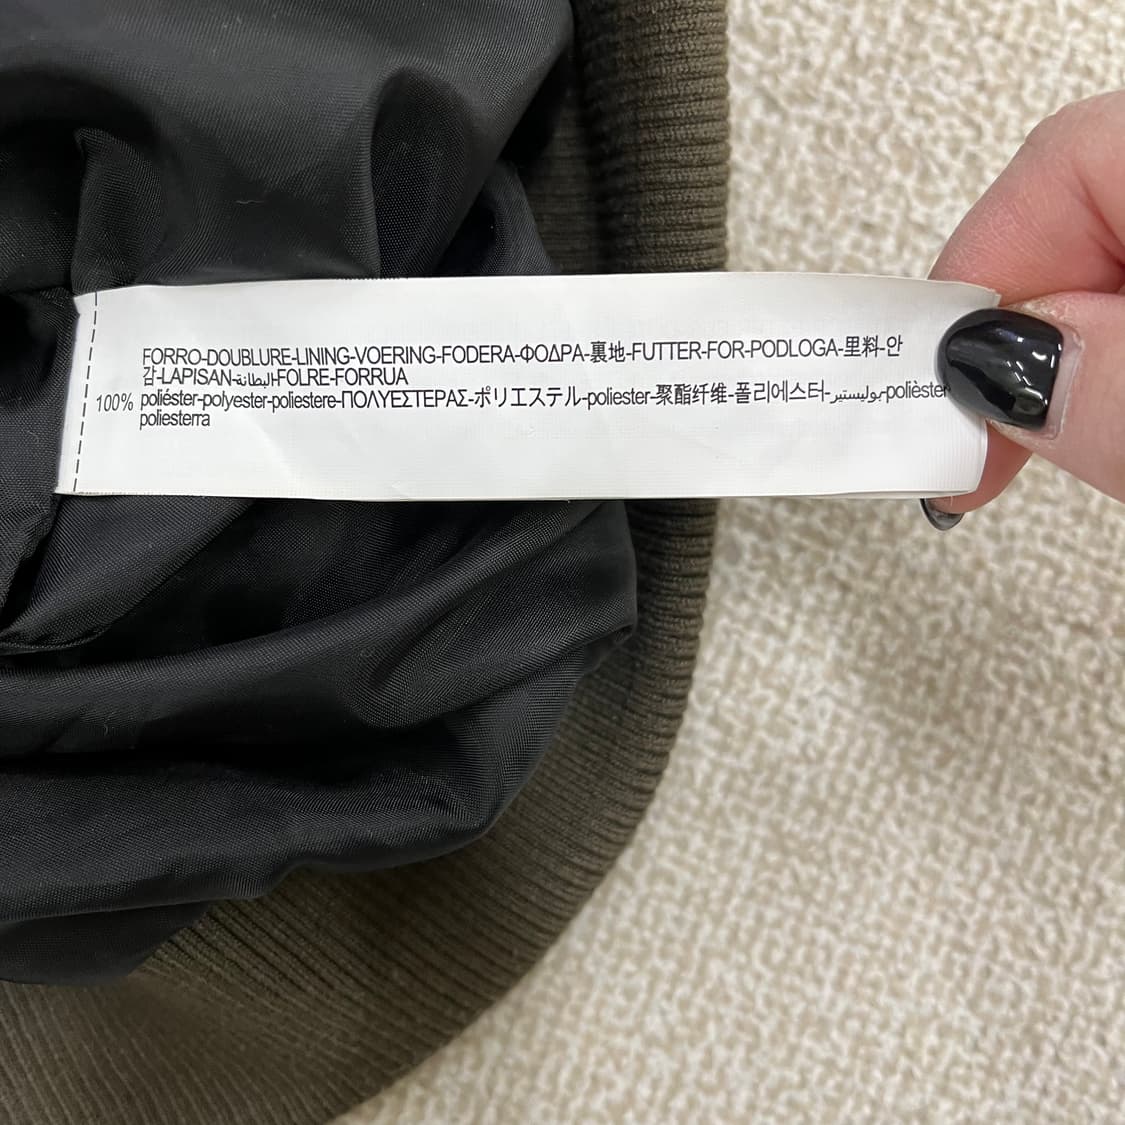 FORRO-DOUBLURE-LINING-VOERING-FODERA-ΦΟΔΡΑ-裏地-FUTTER-FOR-PODLOGA-里料-안
감-LAPISAN-البطانة-FOLRE-FORRUA
100% poliéster-polyester-poliestere-ΠΟΛΥΕΣΤΕΡΑΣ-ポリエステル-poliester-聚酯纤维-폴리에스터-بوليستير-polièster
poliesterra